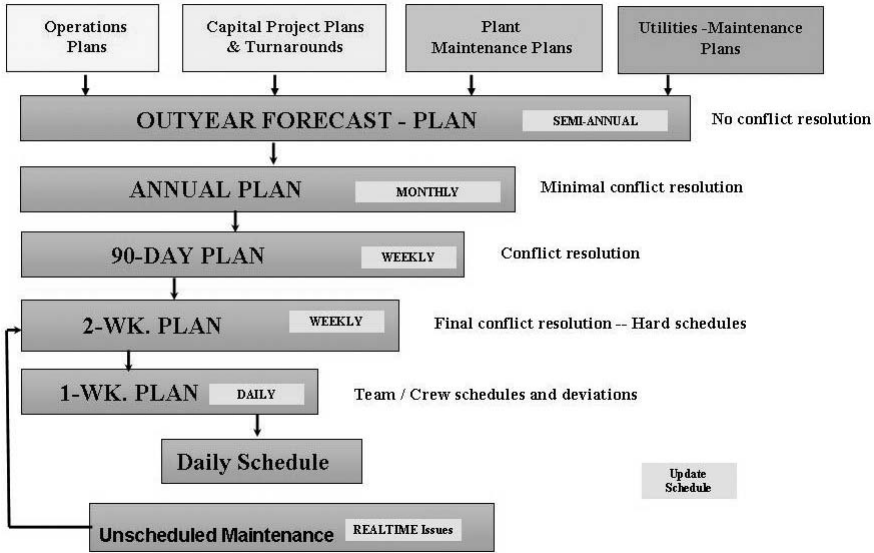 Operations
Plans
Capital Project Plans
& Turnarounds
Plant
Maintenance Plans
Utilities -Maintenance
Plans
OUTYEAR FORECAST - PLAN
SEMI-ANNUAL
No conflict resolution
ANNUAL PLAN
MONTHLY
Minimal conflict resolution
90-DAY PLAN
WEEKLY
Conflict resolution
2-WK. PLAN
WEEKLY
Final conflict resolution -- Hard schedules
1-WK. PLAN
DAILY
Team / Crew schedules and deviations
Daily Schedule
Update
Schedule
Unscheduled Maintenance
REALTIME Issues